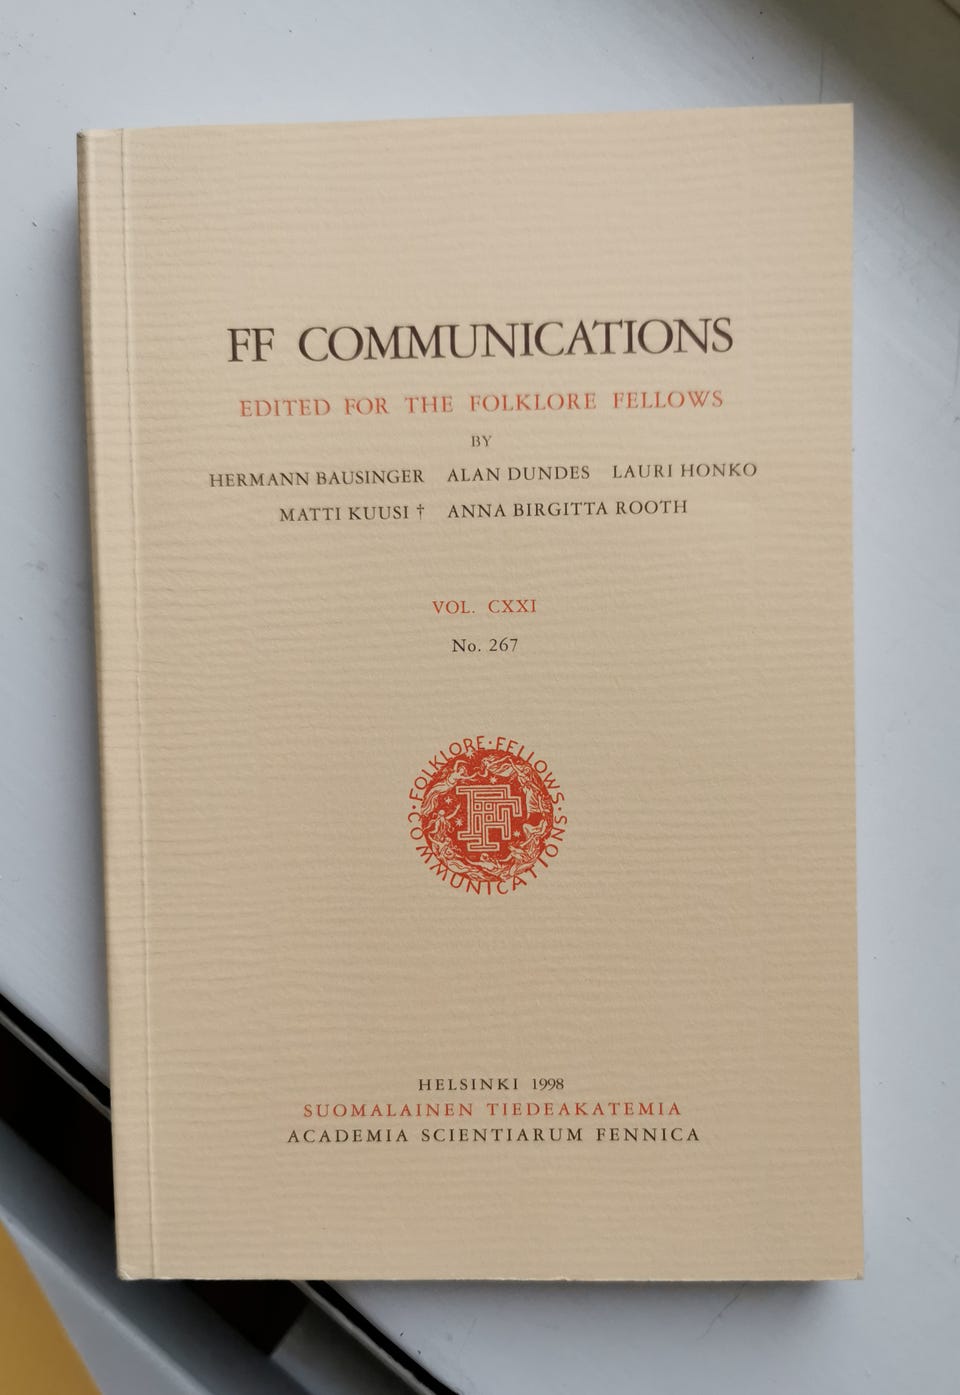 FF COMMUNICATIONS
EDITED FOR THE FOLKLORE FELLOWS
BY
HERMANN BAUSINGER ALAN DUNDES LAURI HONKO
MATTI KUUSI † ANNA BIRGITTA ROOTH
VOL. CXXI
No. 267
FOLKLORE · FELLOWS ·
COMMUNICATIONS ·
FF
HELSINKI 1998
SUOMALAINEN TIEDEAKATEMIA
ACADEMIA SCIENTIARUM FENNICA